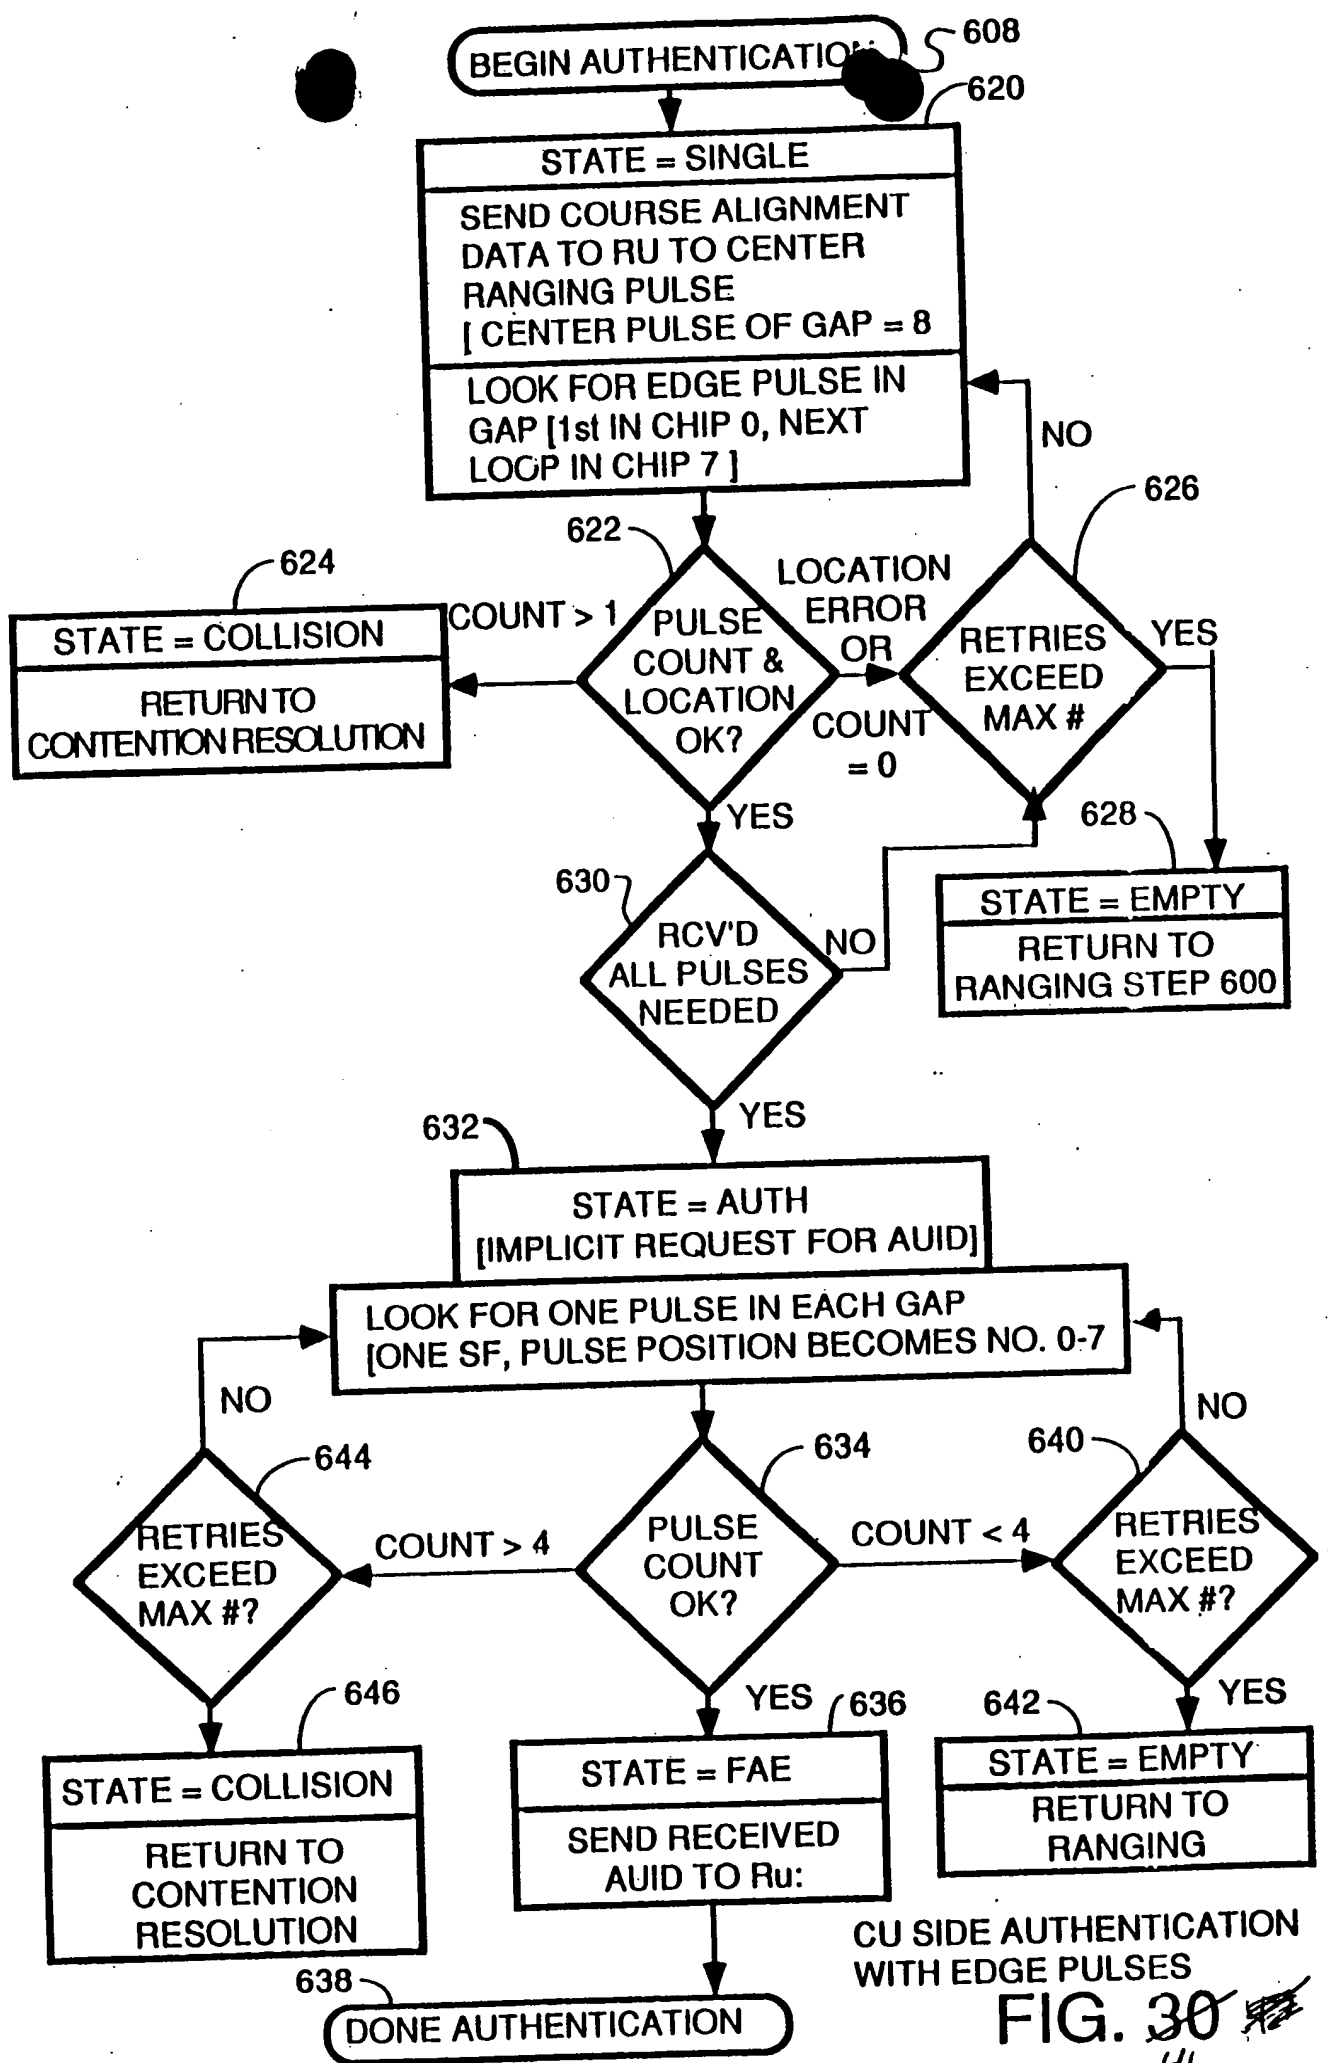 BEGIN AUTHENTICATION
608
620
STATE = SINGLE
SEND COURSE ALIGNMENT
DATA TO RU TO CENTER
RANGING PULSE
[ CENTER PULSE OF GAP = 8
LOOK FOR EDGE PULSE IN
GAP [1st IN CHIP 0, NEXT
LOOP IN CHIP 7 ]
NO
626
622
624
STATE = COLLISION
RETURN TO
CONTENTION RESOLUTION
COUNT > 1
PULSE
COUNT &
LOCATION
OK?
LOCATION
ERROR
OR
COUNT
= 0
RETRIES
EXCEED
MAX #
YES
YES
628
STATE = EMPTY
RETURN TO
RANGING STEP 600
630
RCV'D
ALL PULSES
NEEDED
NO
YES
632
STATE = AUTH
[IMPLICIT REQUEST FOR AUID]
LOOK FOR ONE PULSE IN EACH GAP
[ONE SF, PULSE POSITION BECOMES NO. 0-7
NO
NO
644
634
640
RETRIES
EXCEED
MAX #?
COUNT > 4
PULSE
COUNT
OK?
COUNT < 4
RETRIES
EXCEED
MAX #?
646
YES
636
642
YES
STATE = COLLISION
RETURN TO
CONTENTION
RESOLUTION
STATE = FAE
SEND RECEIVED
AUID TO Ru:
STATE = EMPTY
RETURN TO
RANGING
638
DONE AUTHENTICATION
CU SIDE AUTHENTICATION
WITH EDGE PULSES
FIG. 30